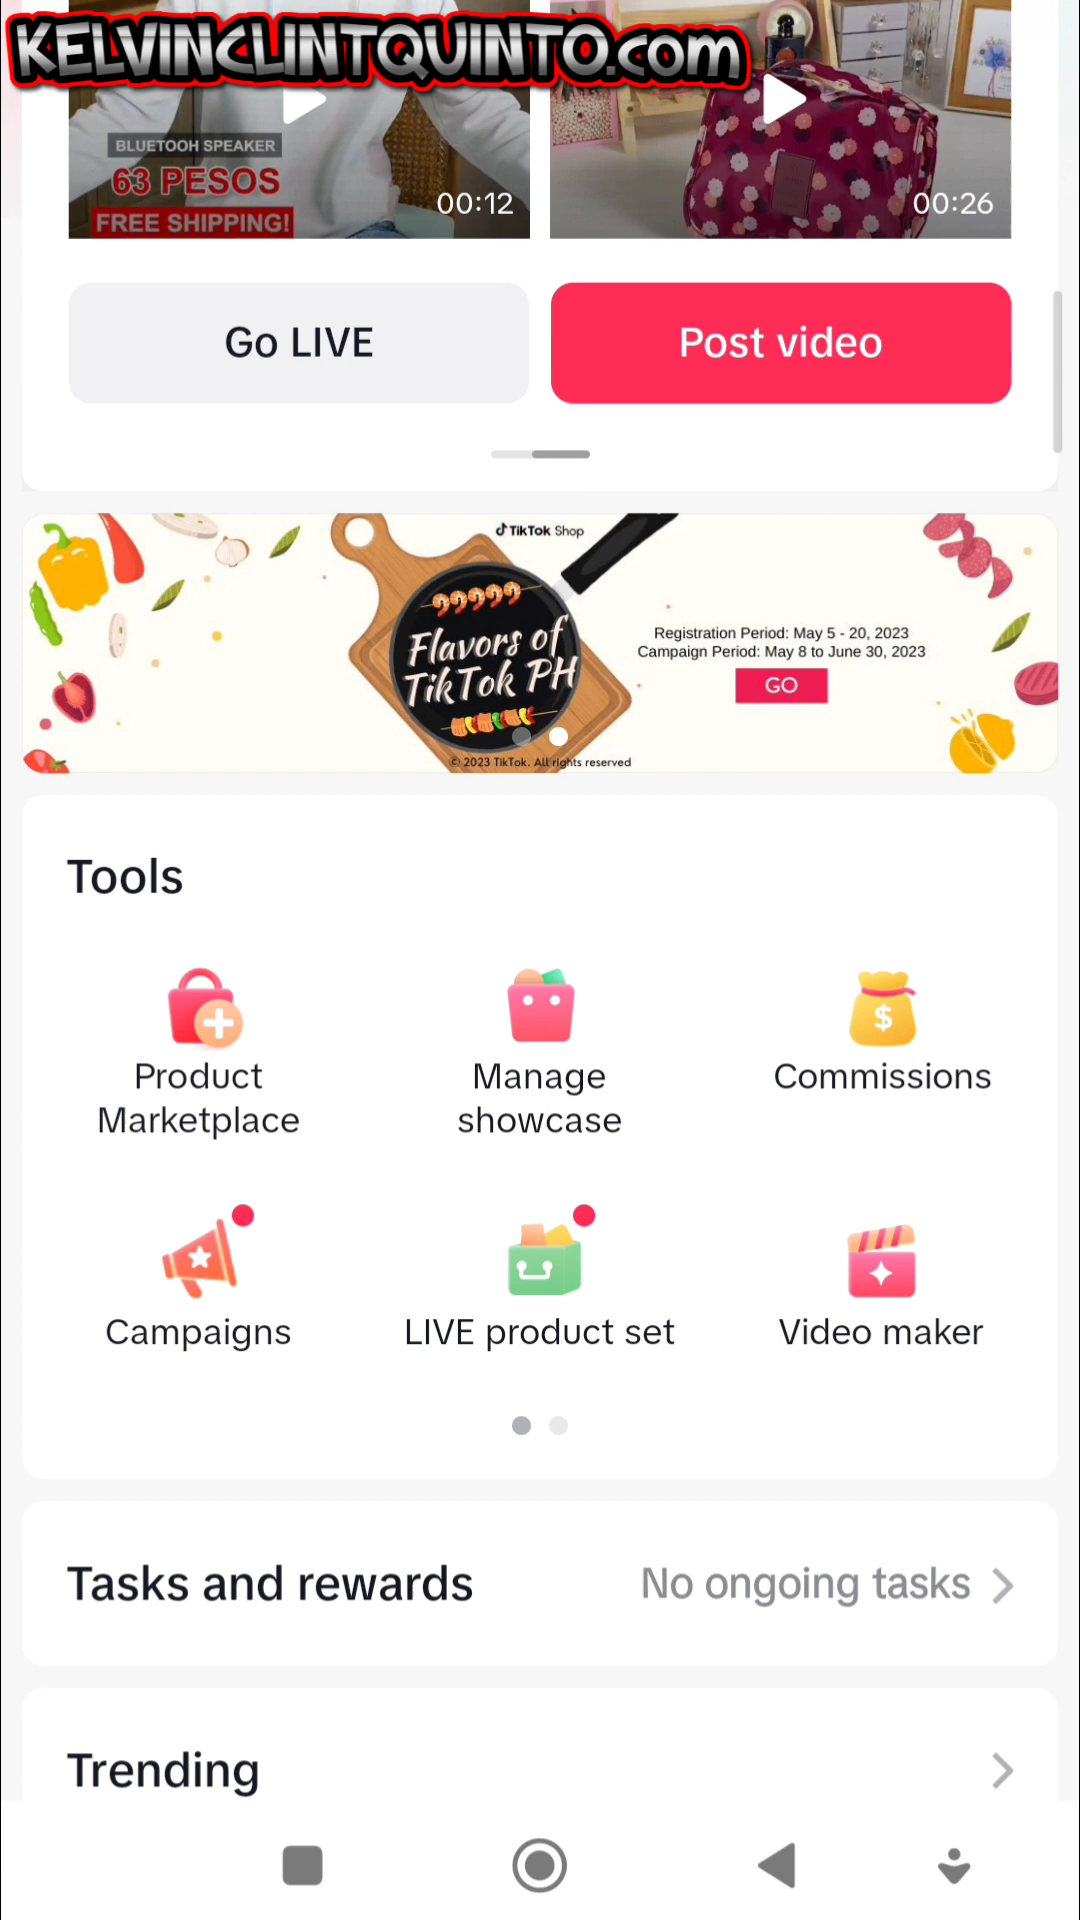 KELVINCLINTQUINTO.com
BLUETOOH SPEAKER
63 PESOS
FREE SHIPPING!
00:12
00:26
Go LIVE
Post video
TikTok Shop
Flavors of
TikTok PH
Registration Period: May 5 - 20, 2023
Campaign Period: May 8 to June 30, 2023
GO
© 2023 TikTok. All rights reserved
Tools
Product
Marketplace
Manage
showcase
Commissions
Campaigns
LIVE product set
Video maker
Tasks and rewards
No ongoing tasks
Trending